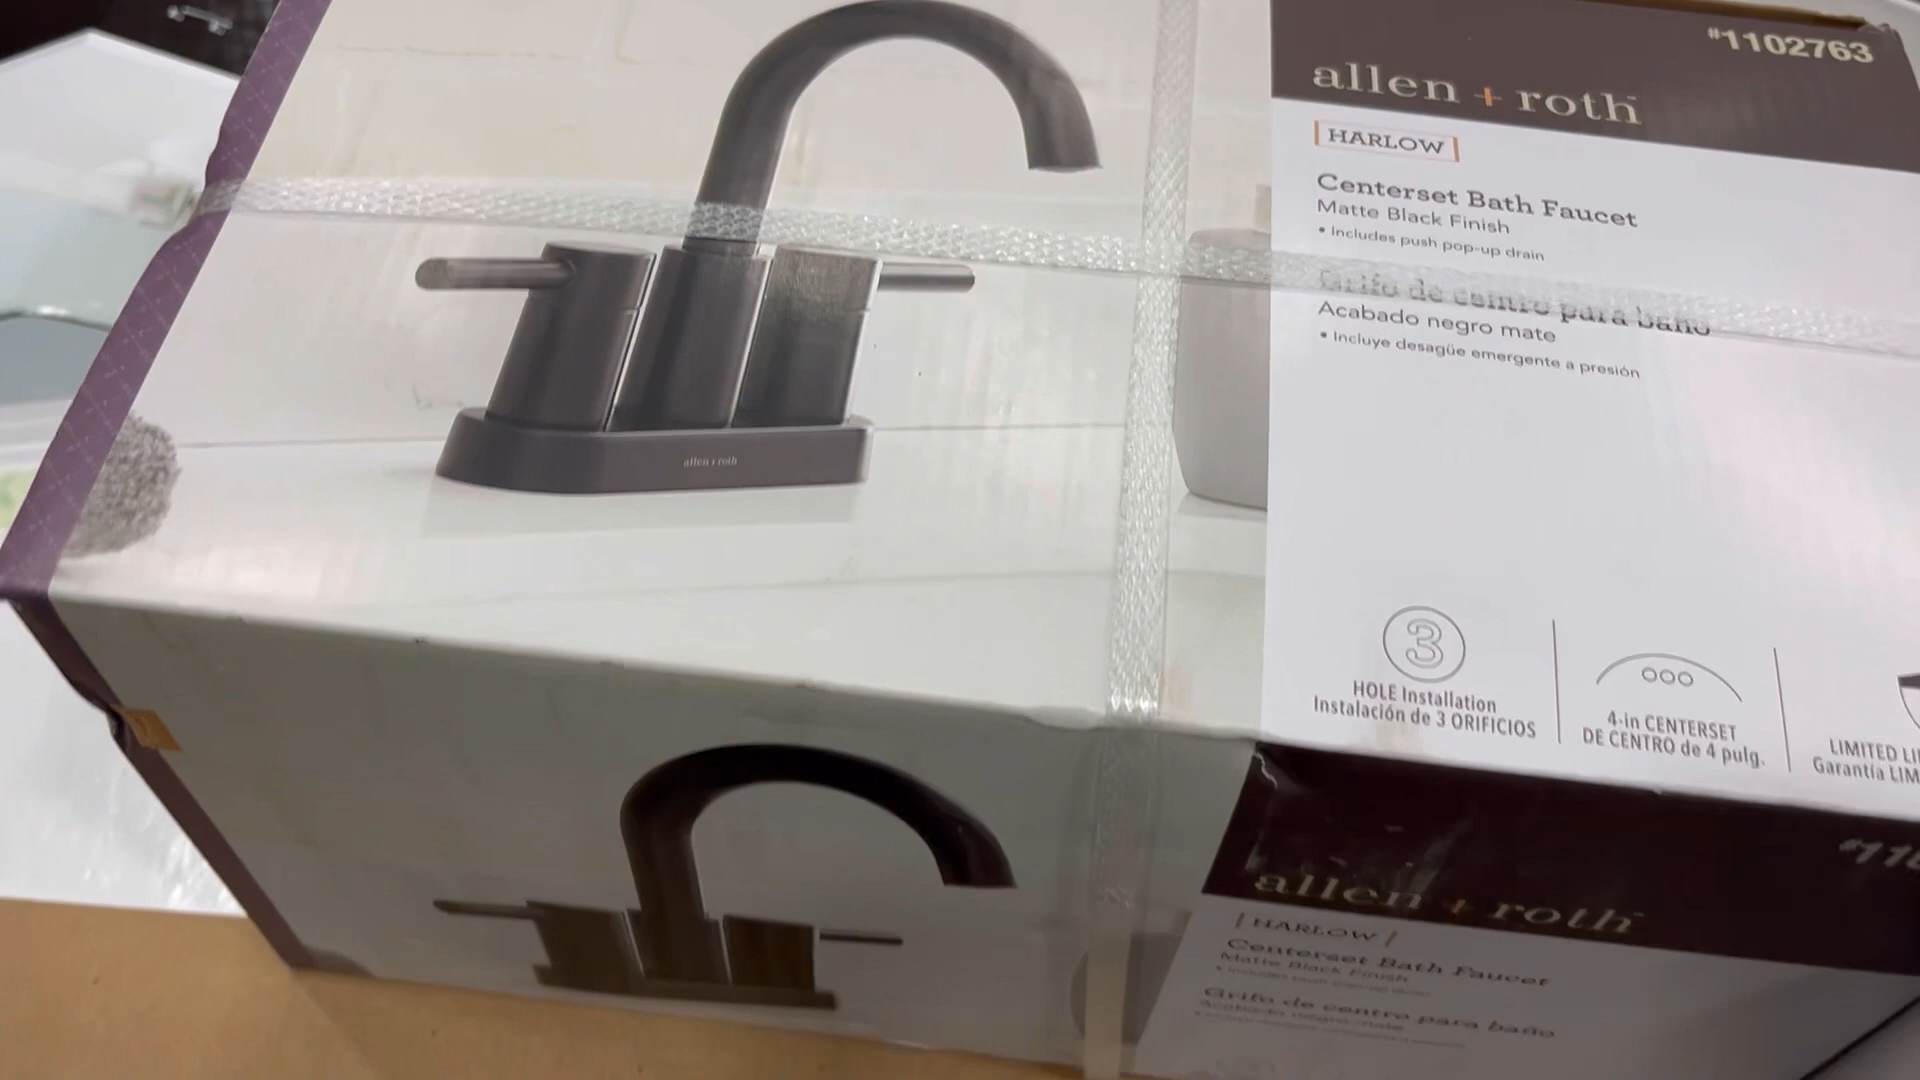 #1102763
allen + roth
HARLOW
Centerset Bath Faucet
Matte Black Finish
• Includes push pop-up drain
Grifo de centro para baño
Acabado negro mate
• Incluye desagüe emergente a presión
allen + roth
3
HOLE Installation
Instalación de 3 ORIFICIOS
4-in CENTERSET
DE CENTRO de 4 pulg.
LIMITED
Garantía
allen + roth
HARLOW
Centerset Bath Faucet
Matte Black Finish
Grifo de centro para baño
Acabado negro mate